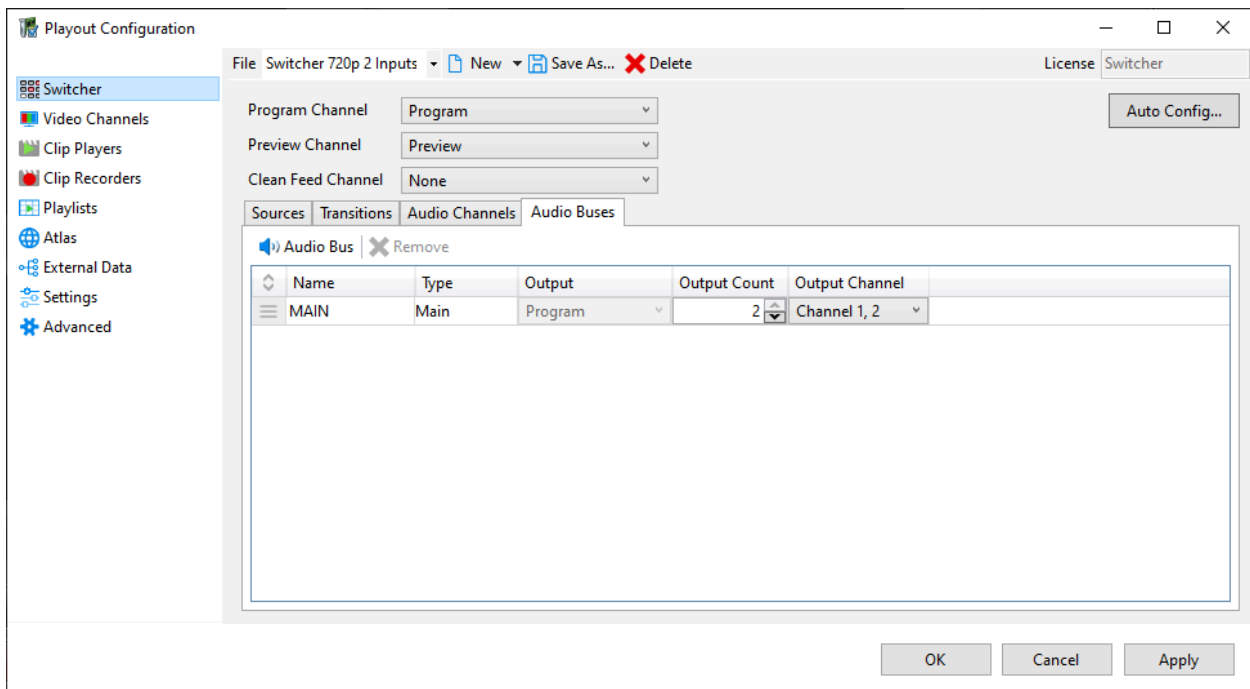 Playout Configuration
File Switcher 720p 2 Inputs New Save As... Delete License Switcher
Switcher
Video Channels
Clip Players
Clip Recorders
Playlists
Atlas
External Data
Settings
Advanced
Program Channel Program Auto Config...
Preview Channel Preview
Clean Feed Channel None
Sources Transitions Audio Channels Audio Buses
Audio Bus Remove
Name Type Output Output Count Output Channel
MAIN Main Program 2 Channel 1, 2
OK Cancel Apply